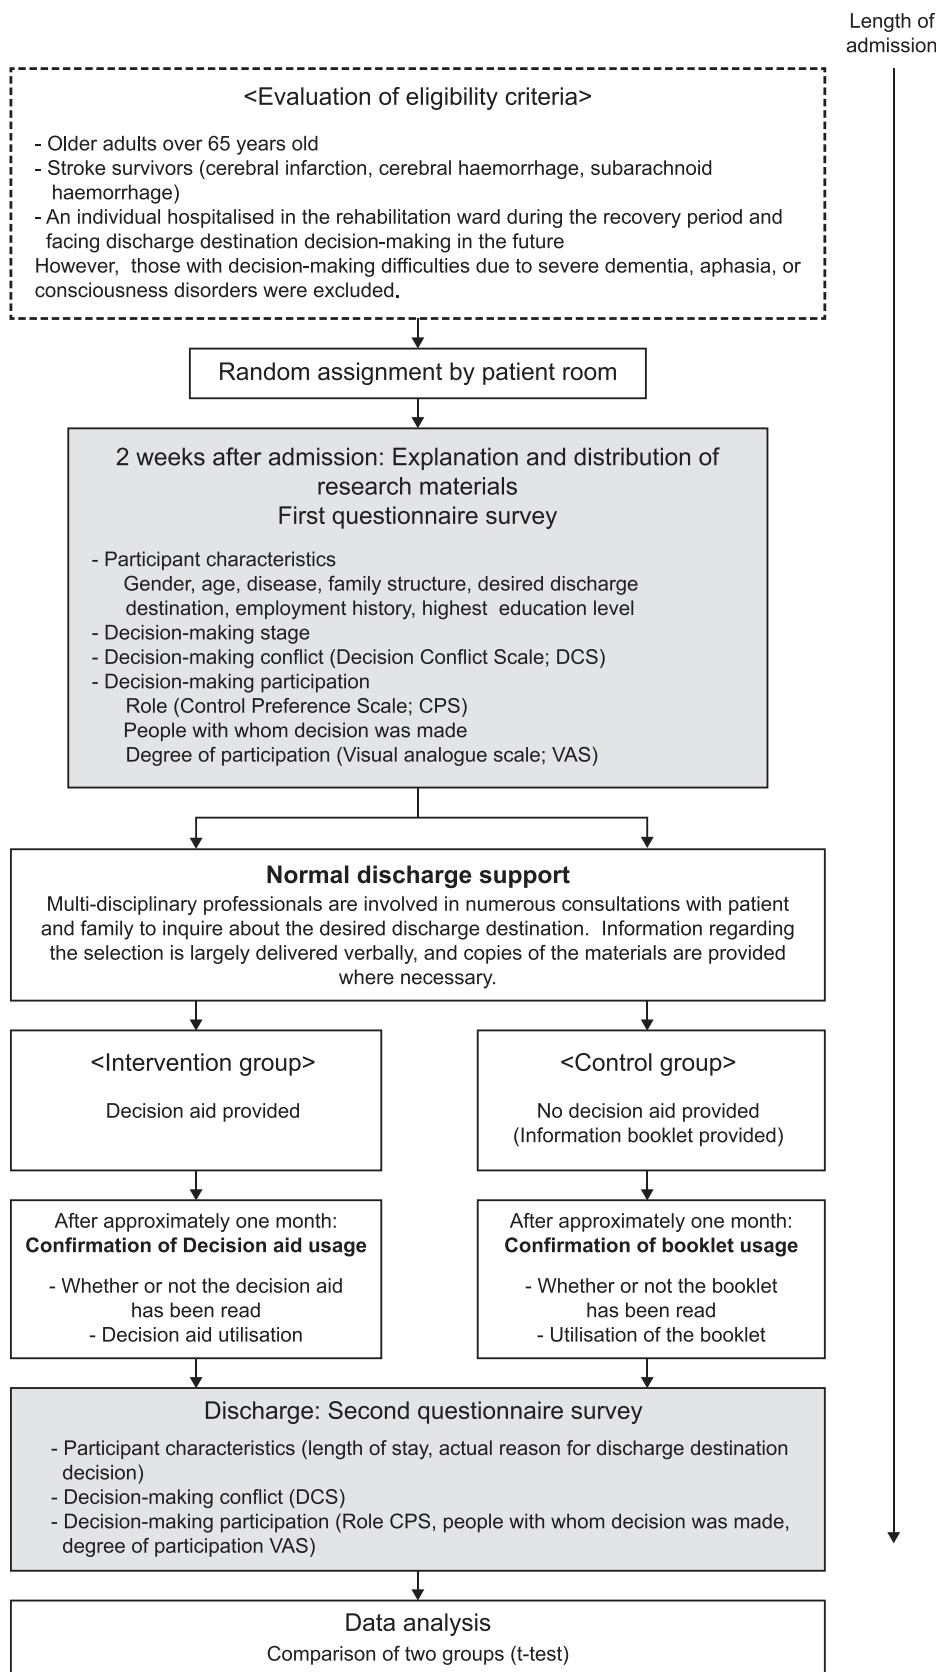 Length of
admission
<Evaluation of eligibility criteria>
- Older adults over 65 years old
- Stroke survivors (cerebral infarction, cerebral haemorrhage, subarachnoid
haemorrhage)
- An individual hospitalised in the rehabilitation ward during the recovery period and
facing discharge destination decision-making in the future
However, those with decision-making difficulties due to severe dementia, aphasia, or
consciousness disorders were excluded.
Random assignment by patient room
2 weeks after admission: Explanation and distribution of
research materials
First questionnaire survey
- Participant characteristics
Gender, age, disease, family structure, desired discharge
destination, employment history, highest education level
- Decision-making stage
- Decision-making conflict (Decision Conflict Scale; DCS)
- Decision-making participation
Role (Control Preference Scale; CPS)
People with whom decision was made
Degree of participation (Visual analogue scale; VAS)
Normal discharge support
Multi-disciplinary professionals are involved in numerous consultations with patient
and family to inquire about the desired discharge destination. Information regarding
the selection is largely delivered verbally, and copies of the materials are provided
where necessary.
<Intervention group>
Decision aid provided
<Control group>
No decision aid provided
(Information booklet provided)
After approximately one month:
Confirmation of Decision aid usage
- Whether or not the decision aid
has been read
- Decision aid utilisation
After approximately one month:
Confirmation of booklet usage
- Whether or not the booklet
has been read
- Utilisation of the booklet
Discharge: Second questionnaire survey
- Participant characteristics (length of stay, actual reason for discharge destination
decision)
- Decision-making conflict (DCS)
- Decision-making participation (Role CPS, people with whom decision was made,
degree of participation VAS)
Data analysis
Comparison of two groups (t-test)